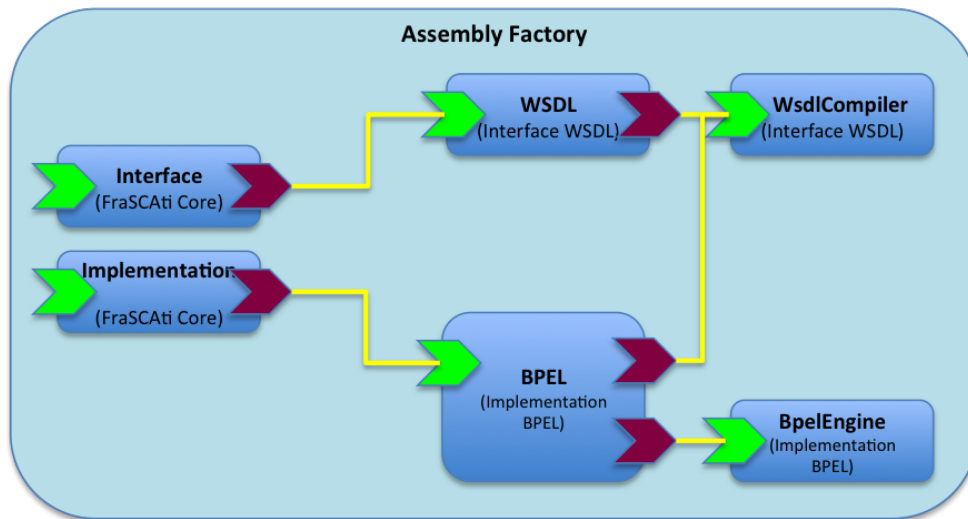 Assembly Factory
WSDL
(Interface WSDL)
WsdlCompiler
(Interface WSDL)
Interface
(FraSCAti Core)
Implementation
(FraSCAti Core)
BPEL
(Implementation
BPEL)
BpelEngine
(Implementation
BPEL)